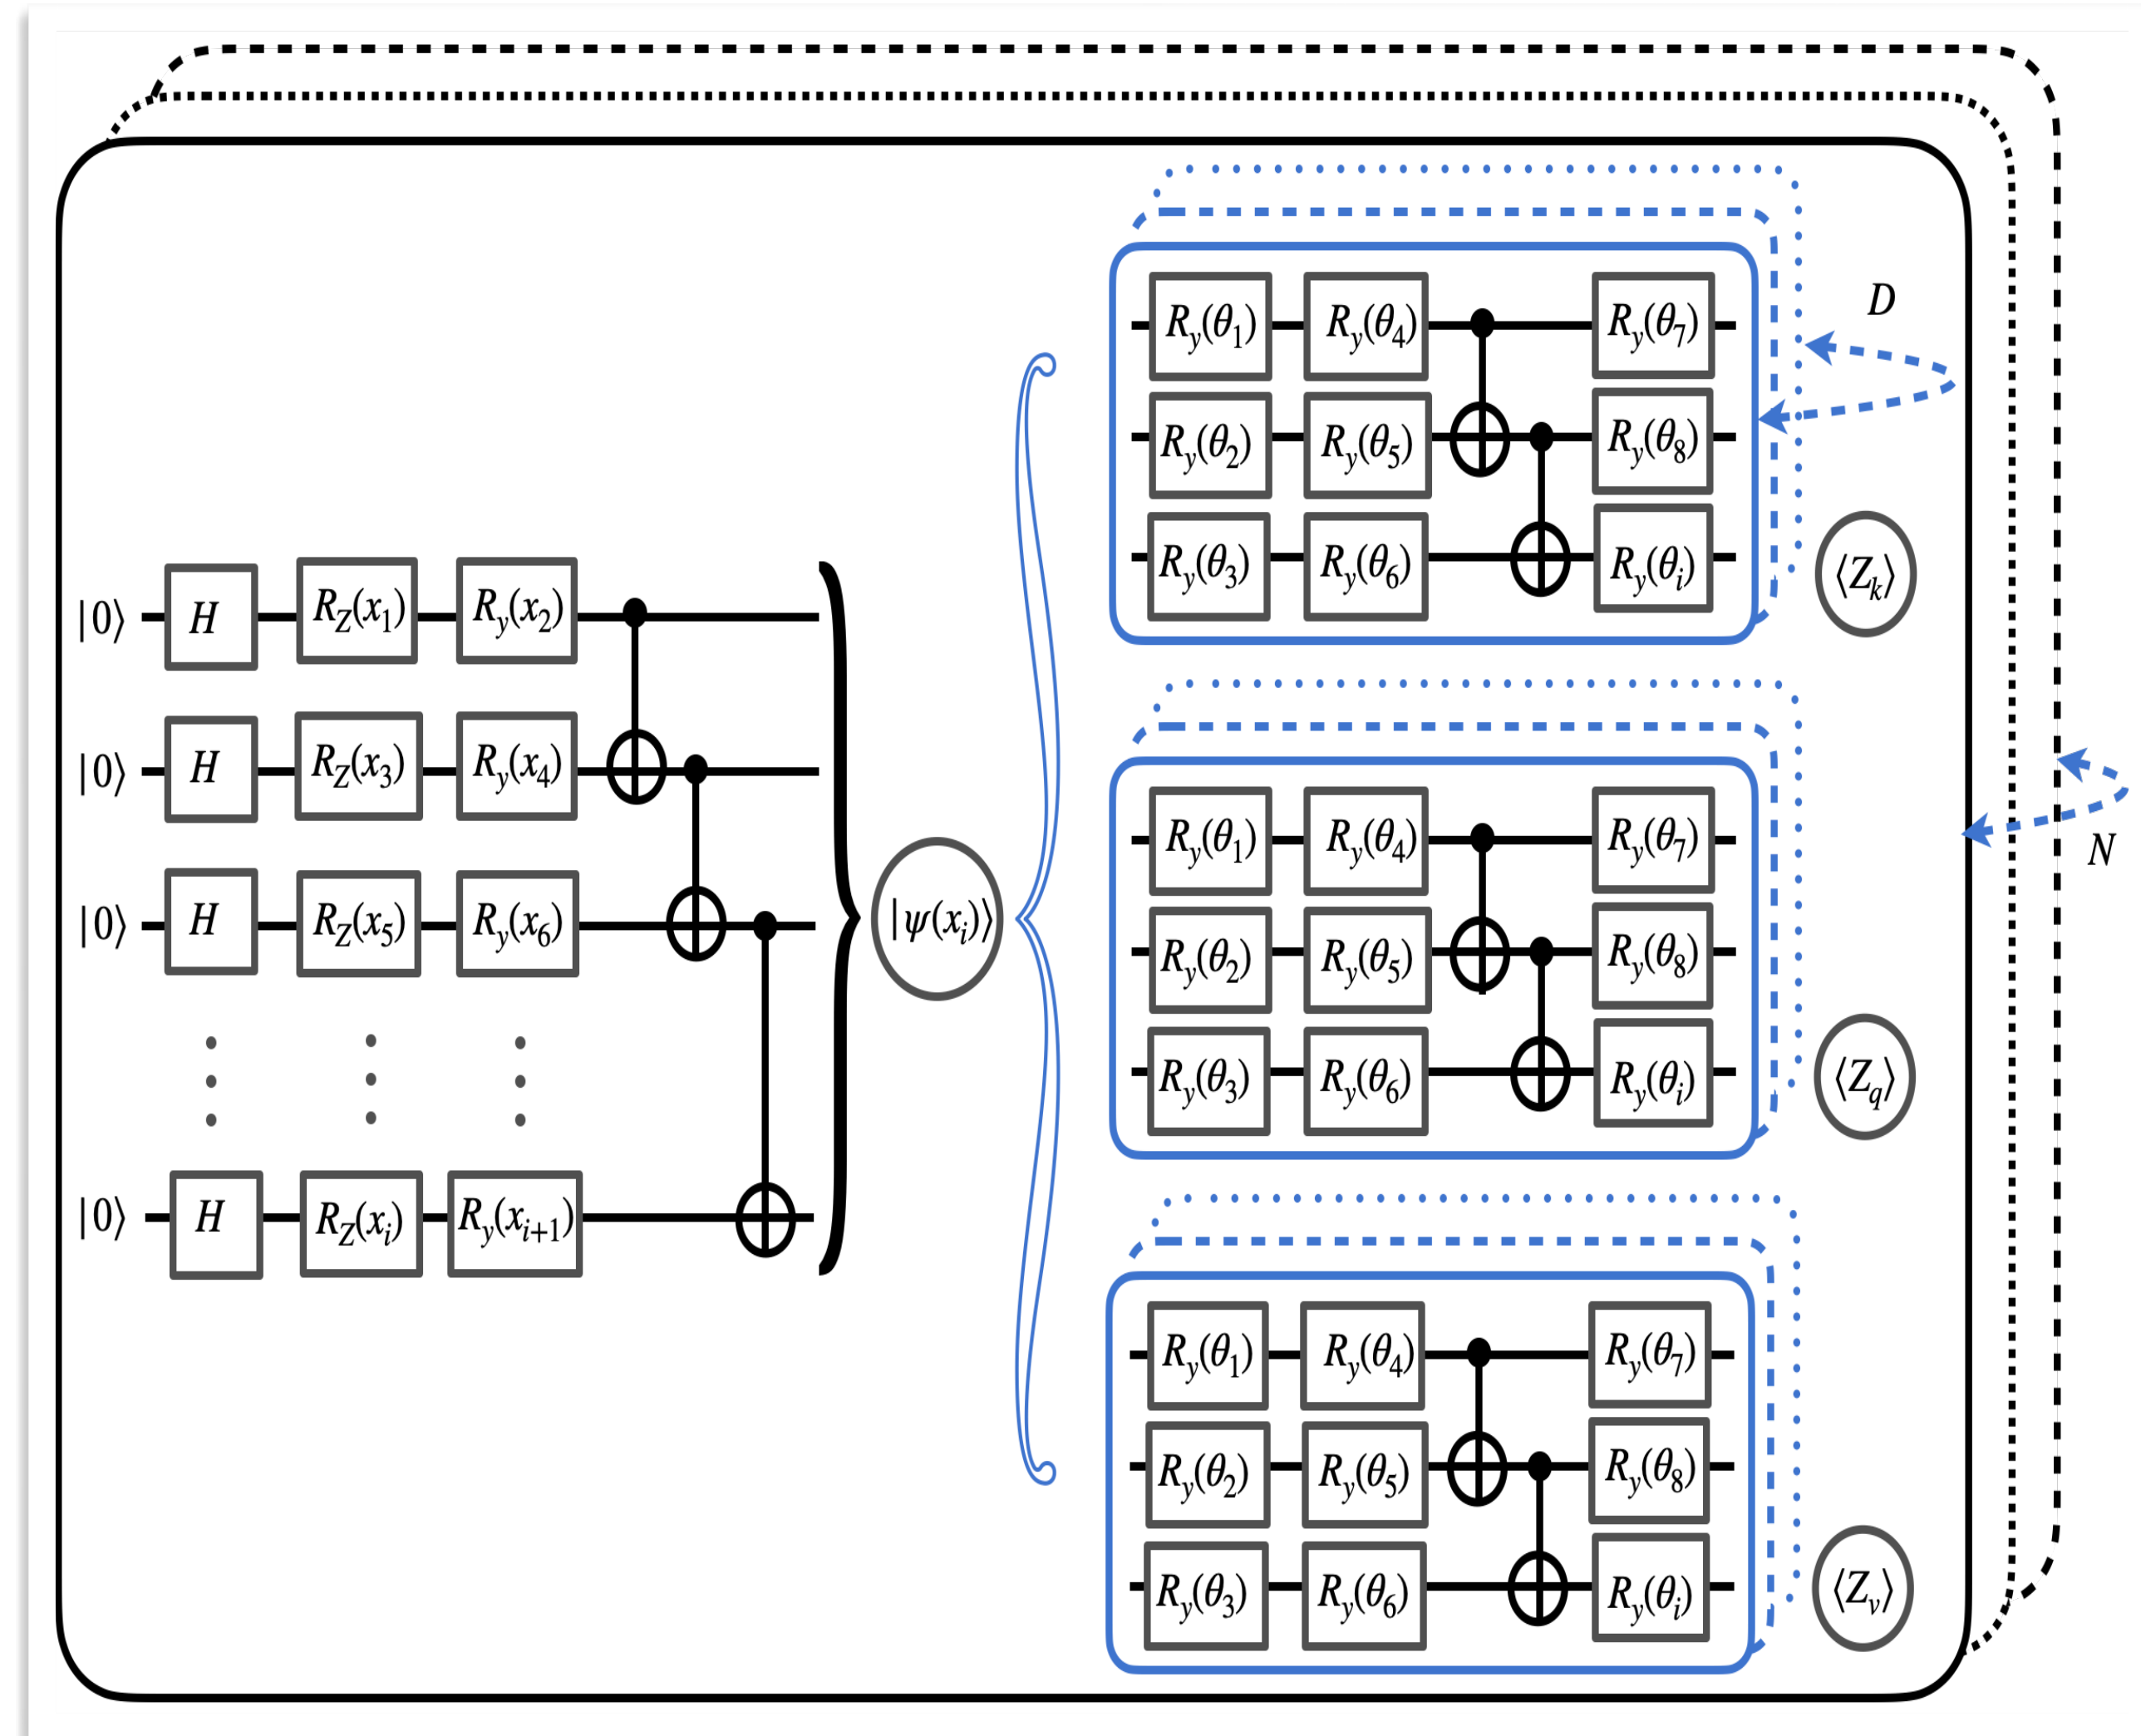 |0⟩ H R_Z(x_1) R_y(x_2)
|0⟩ H R_Z(x_3) R_y(x_4)
|0⟩ H R_Z(x_5) R_y(x_6)
|0⟩ H R_Z(x_i) R_y(x_{i+1})
|ψ(x_i)⟩
R_y(θ_1) R_y(θ_4) R_y(θ_7)
R_y(θ_2) R_y(θ_5) R_y(θ_8)
R_y(θ_3) R_y(θ_6) R_y(θ_i)
D
⟨Z_k⟩
R_y(θ_1) R_y(θ_4) R_y(θ_7)
R_y(θ_2) R_y(θ_5) R_y(θ_8)
R_y(θ_3) R_y(θ_6) R_y(θ_i)
⟨Z_q⟩
N
R_y(θ_1) R_y(θ_4) R_y(θ_7)
R_y(θ_2) R_y(θ_5) R_y(θ_8)
R_y(θ_3) R_y(θ_6) R_y(θ_i)
⟨Z_v⟩